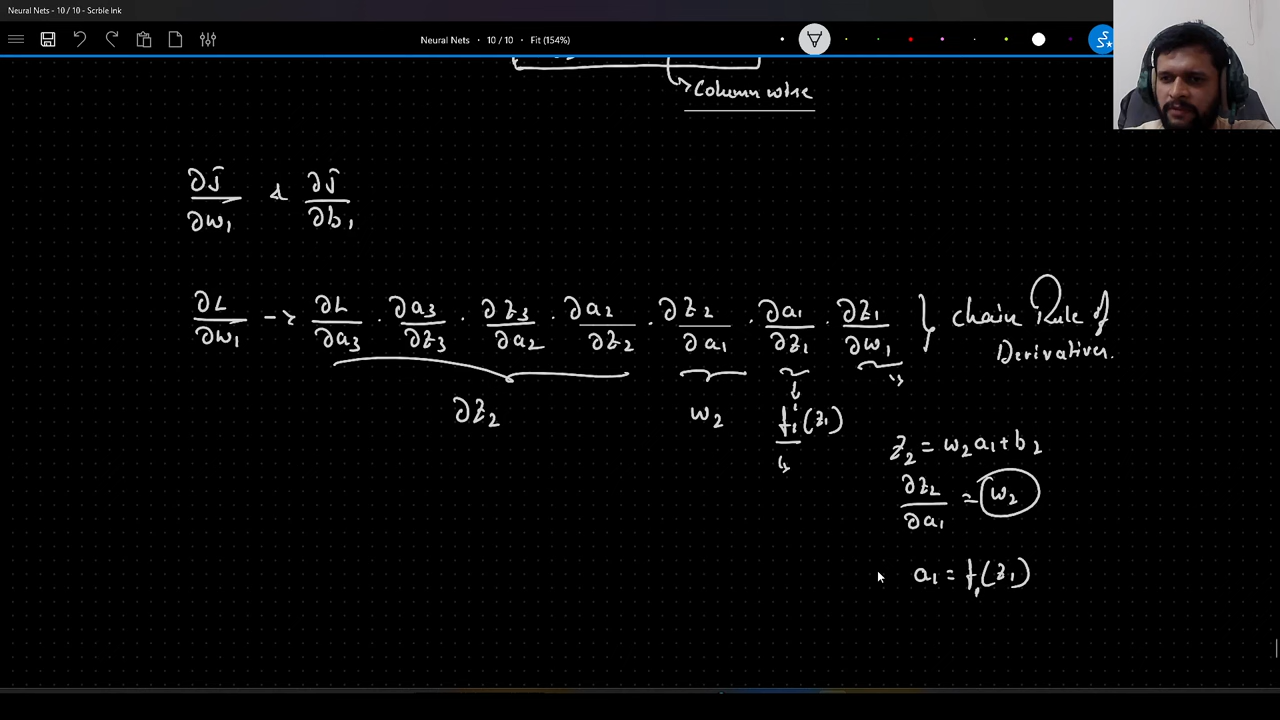 Neural Nets - 10 / 10 - Scrble Ink
Neural Nets · 10 / 10 · Fit (154%)
Column wise
∂J/∂w₁ & ∂J/∂b₁
∂L/∂w₁ -> ∂L/∂a₃ · ∂a₃/∂z₃ · ∂z₃/∂a₂ · ∂a₂/∂z₂ · ∂z₂/∂a₁ · ∂a₁/∂z₁ · ∂z₁/∂w₁ } chain Rule of
Derivatives.
∂z₂ w₂ f₁'(z₁)
z₂ = w₂a₁+b₂
∂z₂/∂a₁ = w₂
a₁ = f₁(z₁)